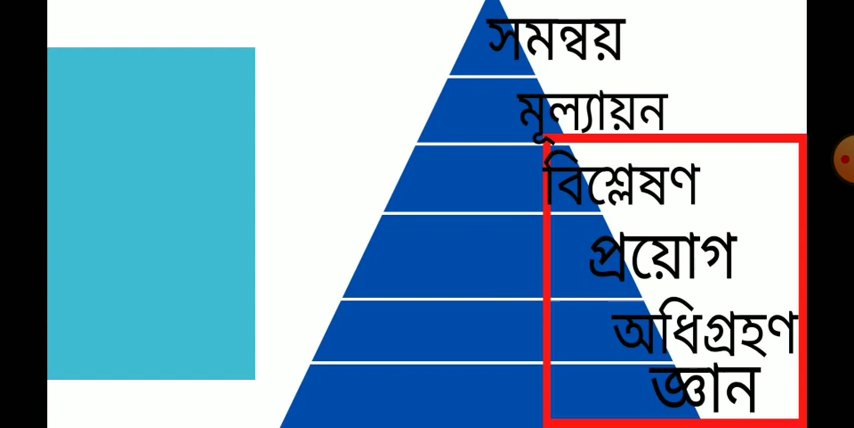 সমন্বয়
মূল্যায়ন
বিশ্লেষণ
প্রয়োগ
অধিগ্রহণ
জ্ঞান